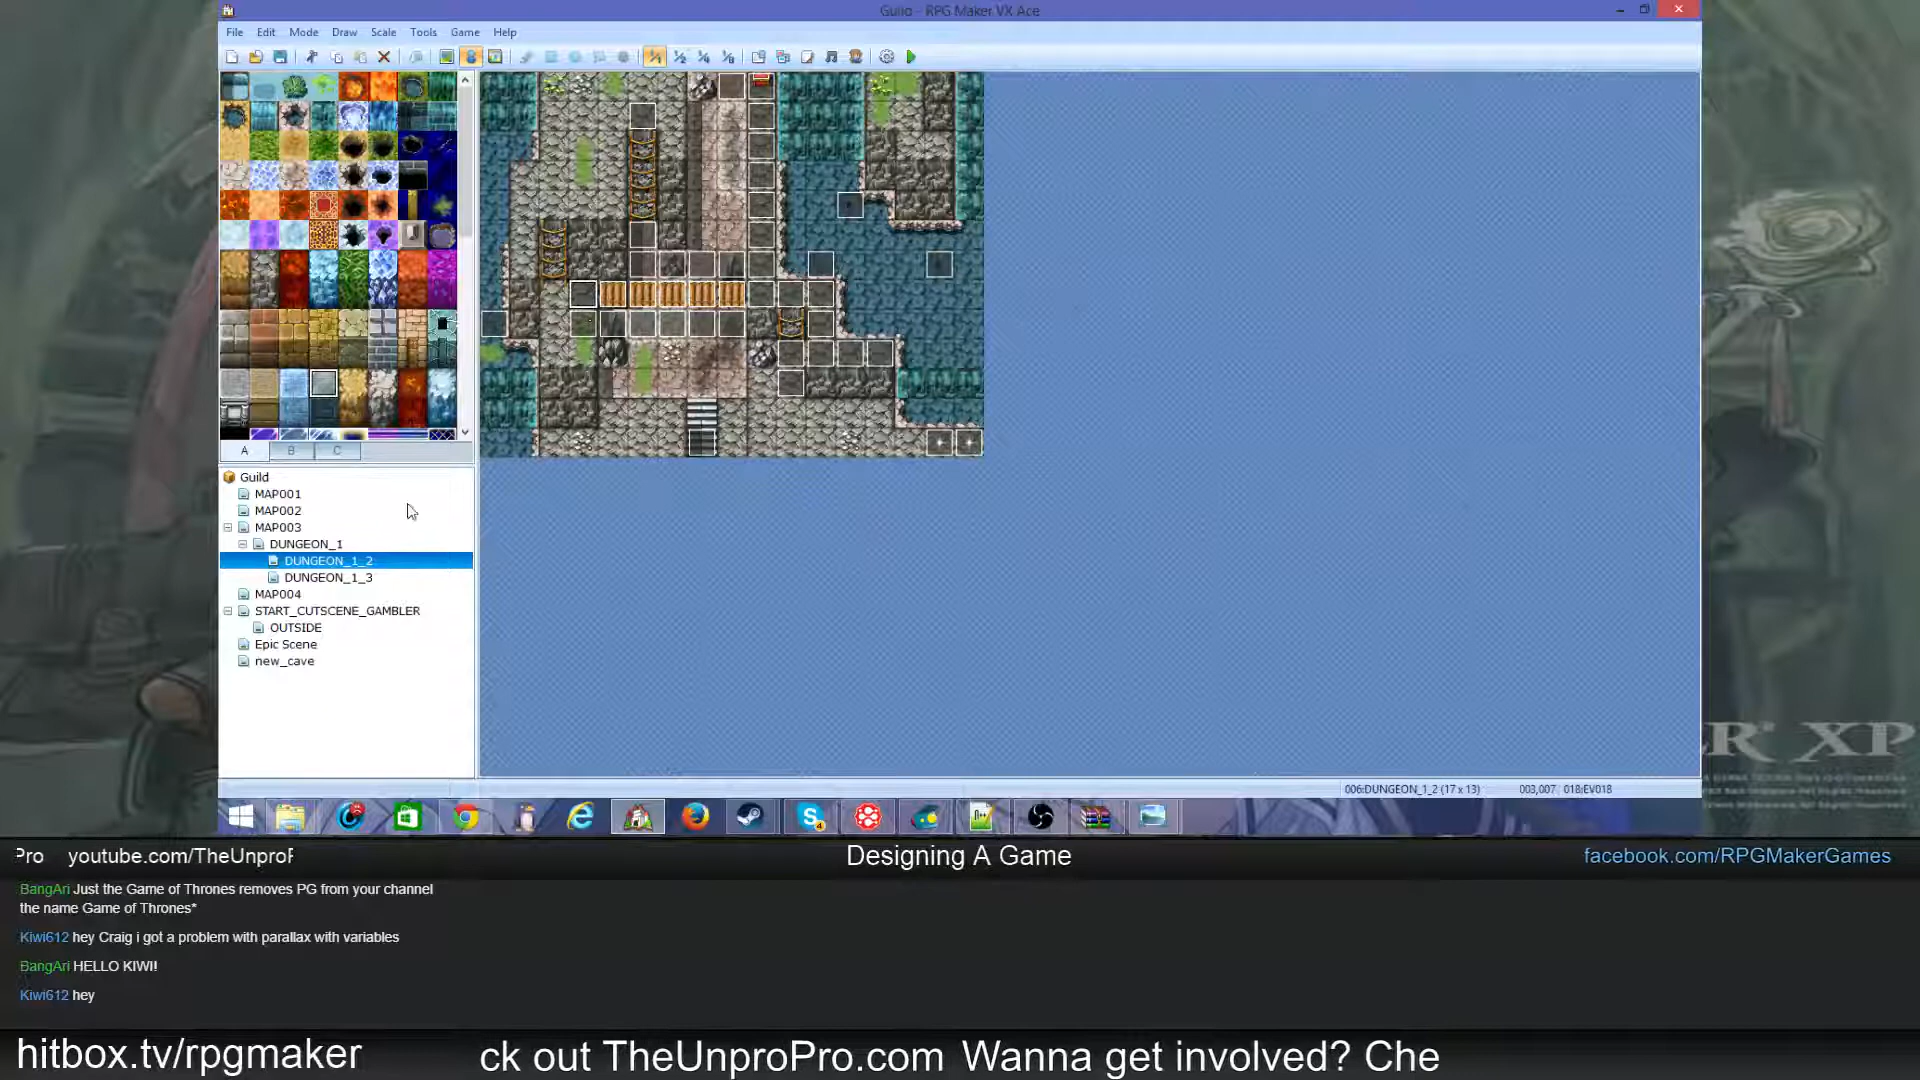 Guild - RPG Maker VX Ace
File Edit Mode Draw Scale Tools Game Help
A B C
Guild
MAP001
MAP002
MAP003
DUNGEON_1
DUNGEON_1_2
DUNGEON_1_3
MAP004
START_CUTSCENE_GAMBLER
OUTSIDE
Epic Scene
new_cave
R XP
006:DUNGEON_1_2 (17 x 13) 003,007 018:EV018
Pro youtube.com/TheUnproP
Designing A Game
facebook.com/RPGMakerGames
BangAri Just the Game of Thrones removes PG from your channel
the name Game of Thrones*
Kiwi612 hey Craig i got a problem with parallax with variables
BangAri HELLO KIWI!
Kiwi612 hey
hitbox.tv/rpgmaker
ck out TheUnproPro.com Wanna get involved? Che